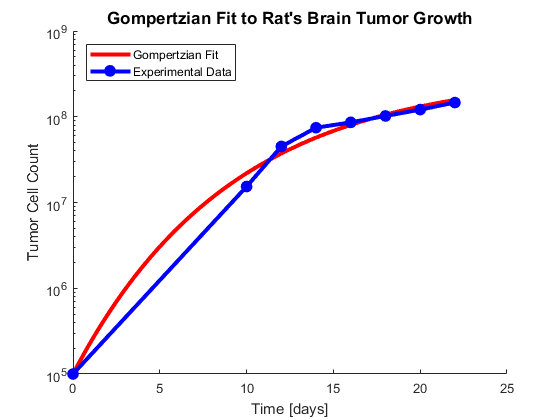 Gompertzian Fit to Rat's Brain Tumor Growth
Gompertzian Fit
Experimental Data
Tumor Cell Count
10^9
10^8
10^7
10^6
10^5
0 5 10 15 20 25
Time [days]